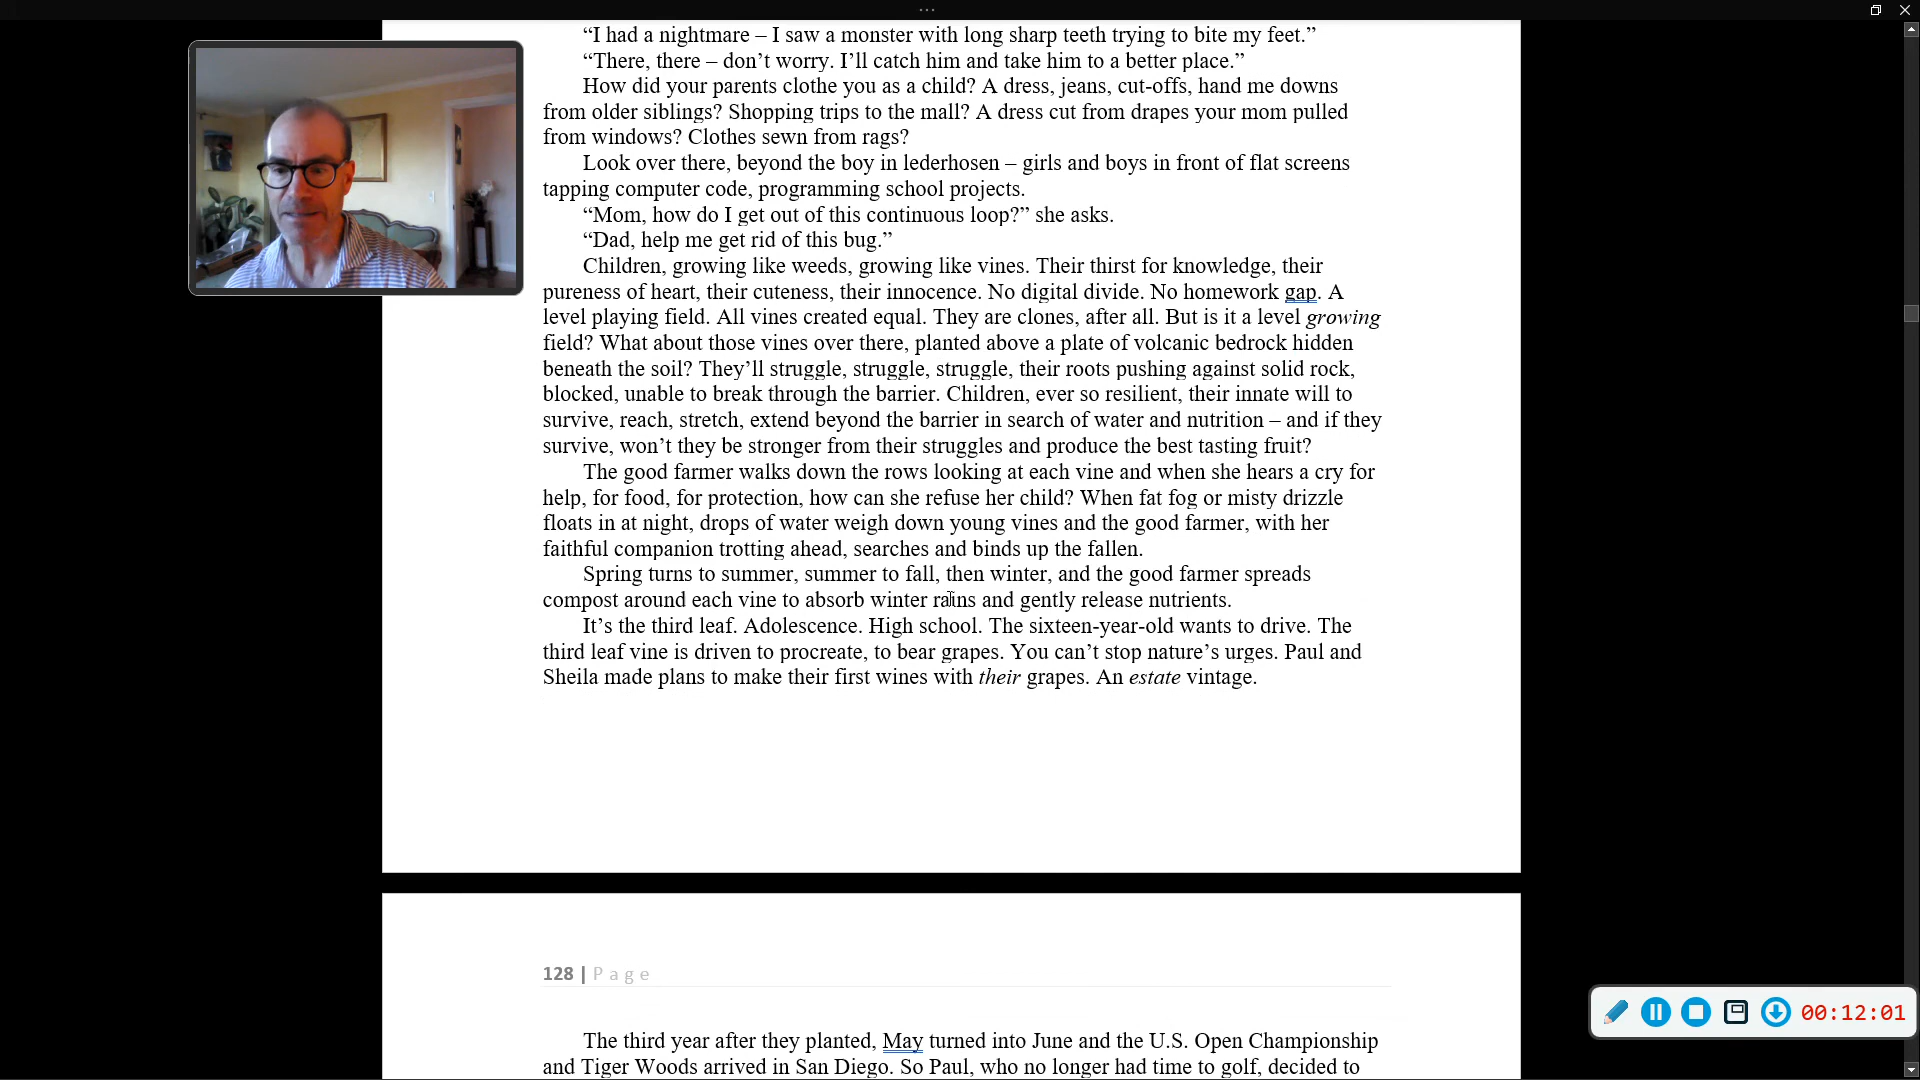 “I had a nightmare – I saw a monster with long sharp teeth trying to bite my feet.”
“There, there – don’t worry. I’ll catch him and take him to a better place.”
How did your parents clothe you as a child? A dress, jeans, cut-offs, hand me downs
from older siblings? Shopping trips to the mall? A dress cut from drapes your mom pulled
from windows? Clothes sewn from rags?
Look over there, beyond the boy in lederhosen – girls and boys in front of flat screens
tapping computer code, programming school projects.
“Mom, how do I get out of this continuous loop?” she asks.
“Dad, help me get rid of this bug.”
Children, growing like weeds, growing like vines. Their thirst for knowledge, their
pureness of heart, their cuteness, their innocence. No digital divide. No homework gap. A
level playing field. All vines created equal. They are clones, after all. But is it a level growing
field? What about those vines over there, planted above a plate of volcanic bedrock hidden
beneath the soil? They’ll struggle, struggle, struggle, their roots pushing against solid rock,
blocked, unable to break through the barrier. Children, ever so resilient, their innate will to
survive, reach, stretch, extend beyond the barrier in search of water and nutrition – and if they
survive, won’t they be stronger from their struggles and produce the best tasting fruit?
The good farmer walks down the rows looking at each vine and when she hears a cry for
help, for food, for protection, how can she refuse her child? When fat fog or misty drizzle
floats in at night, drops of water weigh down young vines and the good farmer, with her
faithful companion trotting ahead, searches and binds up the fallen.
Spring turns to summer, summer to fall, then winter, and the good farmer spreads
compost around each vine to absorb winter rains and gently release nutrients.
It’s the third leaf. Adolescence. High school. The sixteen-year-old wants to drive. The
third leaf vine is driven to procreate, to bear grapes. You can’t stop nature’s urges. Paul and
Sheila made plans to make their first wines with their grapes. An estate vintage.
128 | Page
The third year after they planted, May turned into June and the U.S. Open Championship
and Tiger Woods arrived in San Diego. So Paul, who no longer had time to golf, decided to
00:12:01